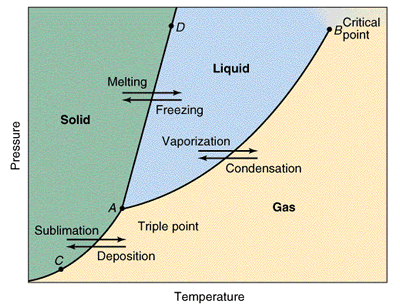 D
B Critical
point
Melting
Liquid
Freezing
Solid
Vaporization
Condensation
Pressure
A
Gas
Triple point
Sublimation
Deposition
C
Temperature